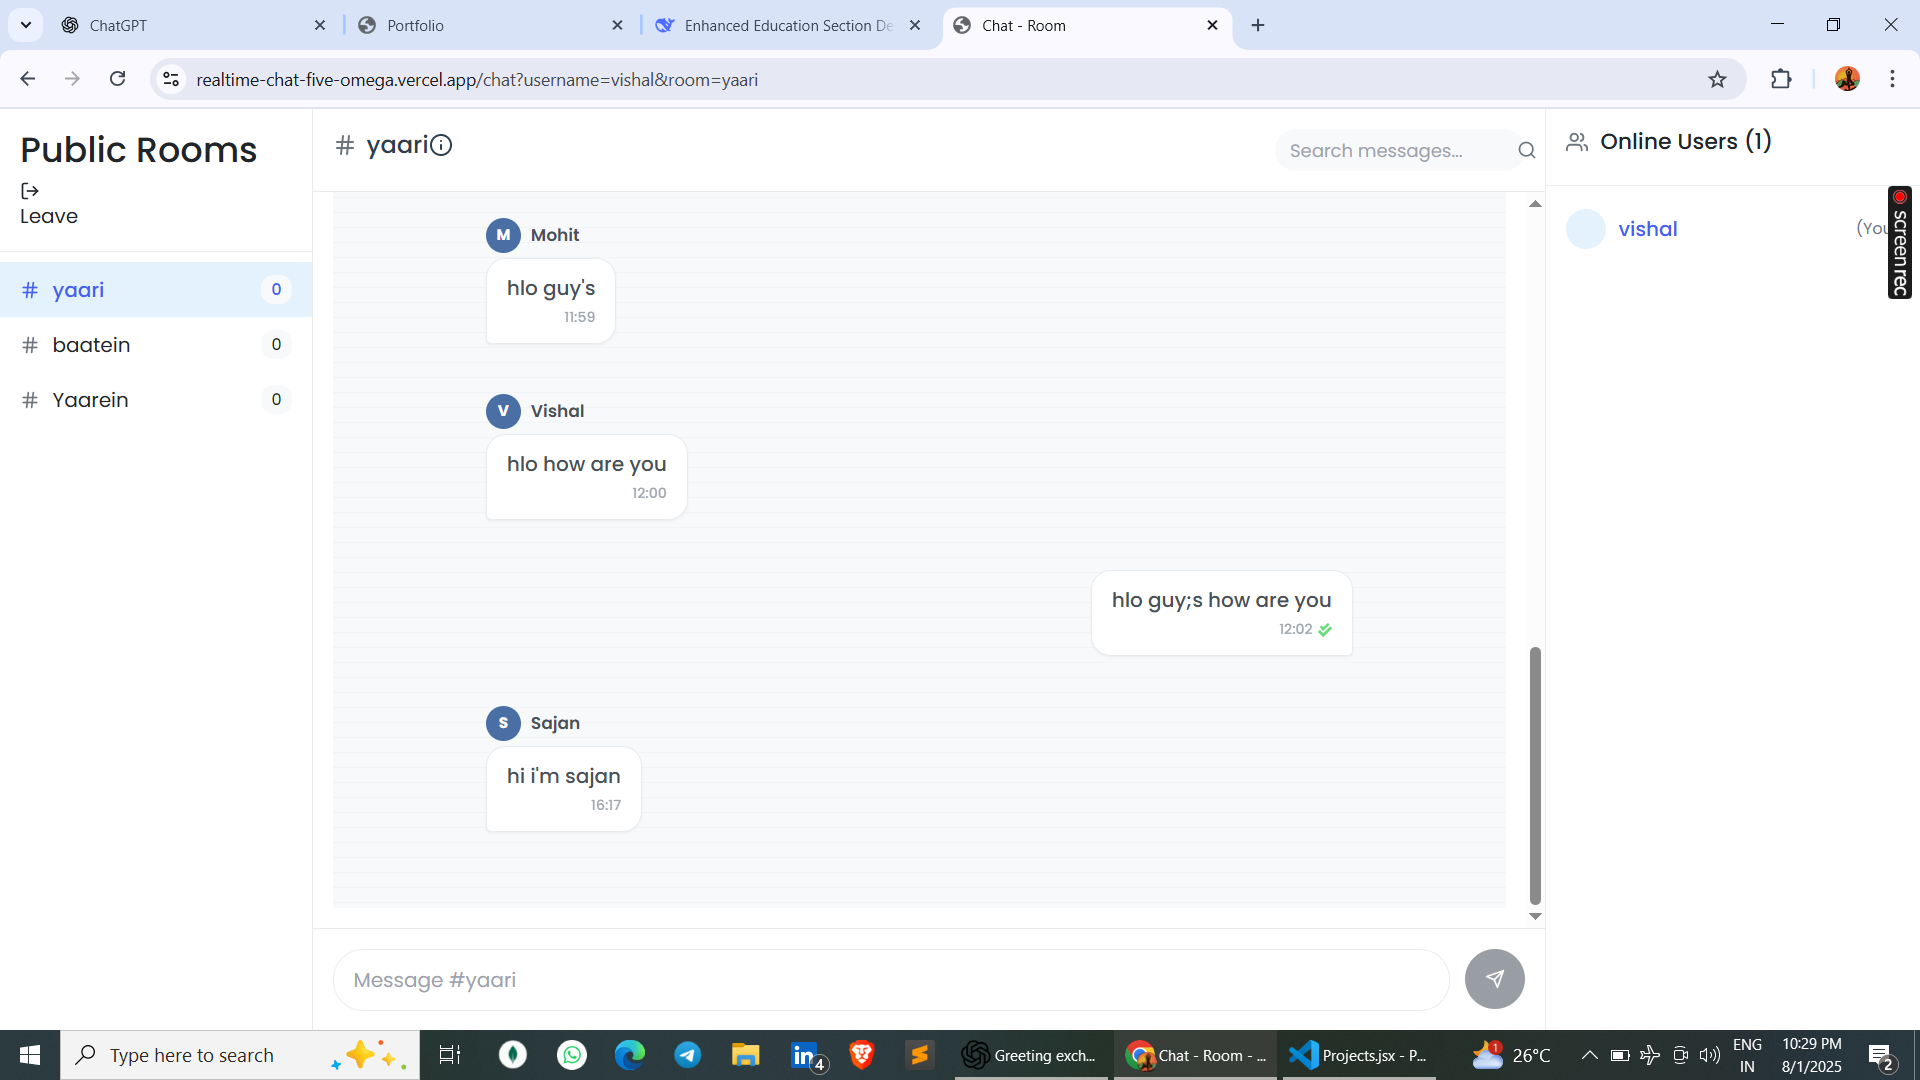 ChatGPT
Portfolio
Enhanced Education Section De
Chat - Room
realtime-chat-five-omega.vercel.app/chat?username=vishal&room=yaari
Public Rooms
Leave
# yaari 0
# baatein 0
# Yaarein 0
# yaari
Search messages...
M Mohit
hlo guy's
11:59
V Vishal
hlo how are you
12:00
hlo guy;s how are you
12:02
S Sajan
hi i'm sajan
16:17
Message #yaari
Online Users (1)
vishal (You
screenrec
Type here to search
4
Greeting exch...
Chat - Room - ...
Projects.jsx - P...
1
26°C
ENG
IN
10:29 PM
8/1/2025
2